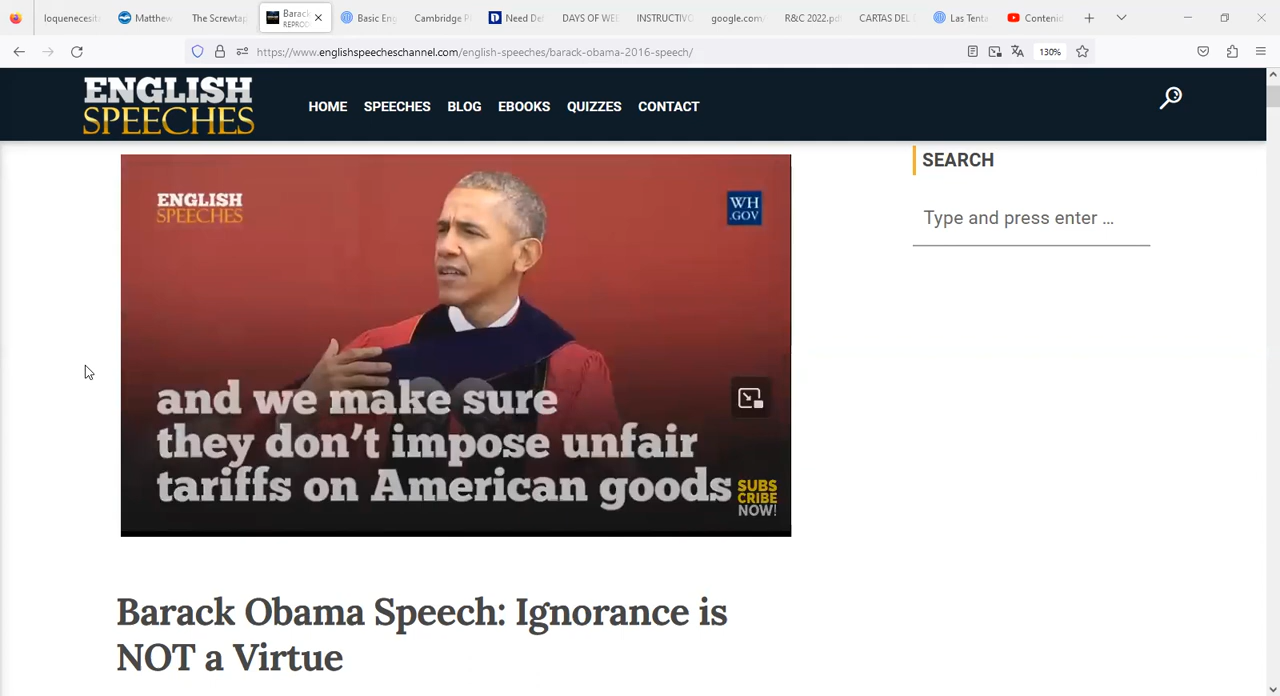 loquenecesit
Matthew
The Screwtap
Barack
REPROD
Basic Eng
Cambridge P
Need De
DAYS OF WE
INSTRUCTIVO
google.com/
R&C 2022.pd
CARTAS DEL
Las Tenta
Contenid
https://www.englishspeecheschannel.com/english-speeches/barack-obama-2016-speech/
130%
ENGLISH
SPEECHES
HOME
SPEECHES
BLOG
EBOOKS
QUIZZES
CONTACT
ENGLISH
SPEECHES
WH
.GOV
and we make sure
they don't impose unfair
tariffs on American goods
SUBS
CRIBE
NOW!
SEARCH
Type and press enter …
Barack Obama Speech: Ignorance is
NOT a Virtue